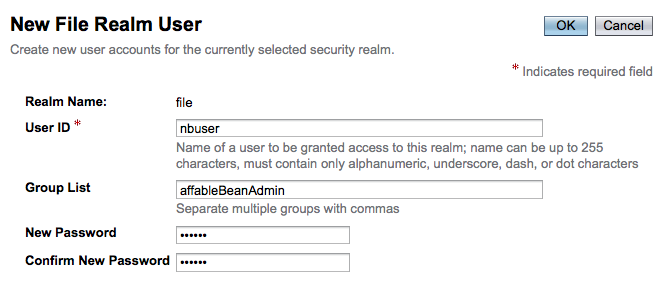 New File Realm User
OK
Cancel
Create new user accounts for the currently selected security realm.
* Indicates required field
Realm Name: file
User ID * nbuser
Name of a user to be granted access to this realm; name can be up to 255
characters, must contain only alphanumeric, underscore, dash, or dot characters
Group List affableBeanAdmin
Separate multiple groups with commas
New Password ••••••
Confirm New Password ••••••